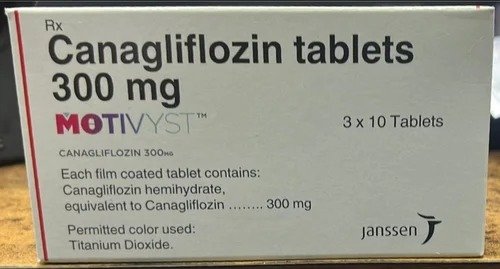 Rx
Canagliflozin tablets
300 mg
MOTIVYST™
3 x 10 Tablets
CANAGLIFLOZIN 300MG
Each film coated tablet contains:
Canagliflozin hemihydrate,
equivalent to Canagliflozin ........ 300 mg
Permitted color used:
Titanium Dioxide.
janssen